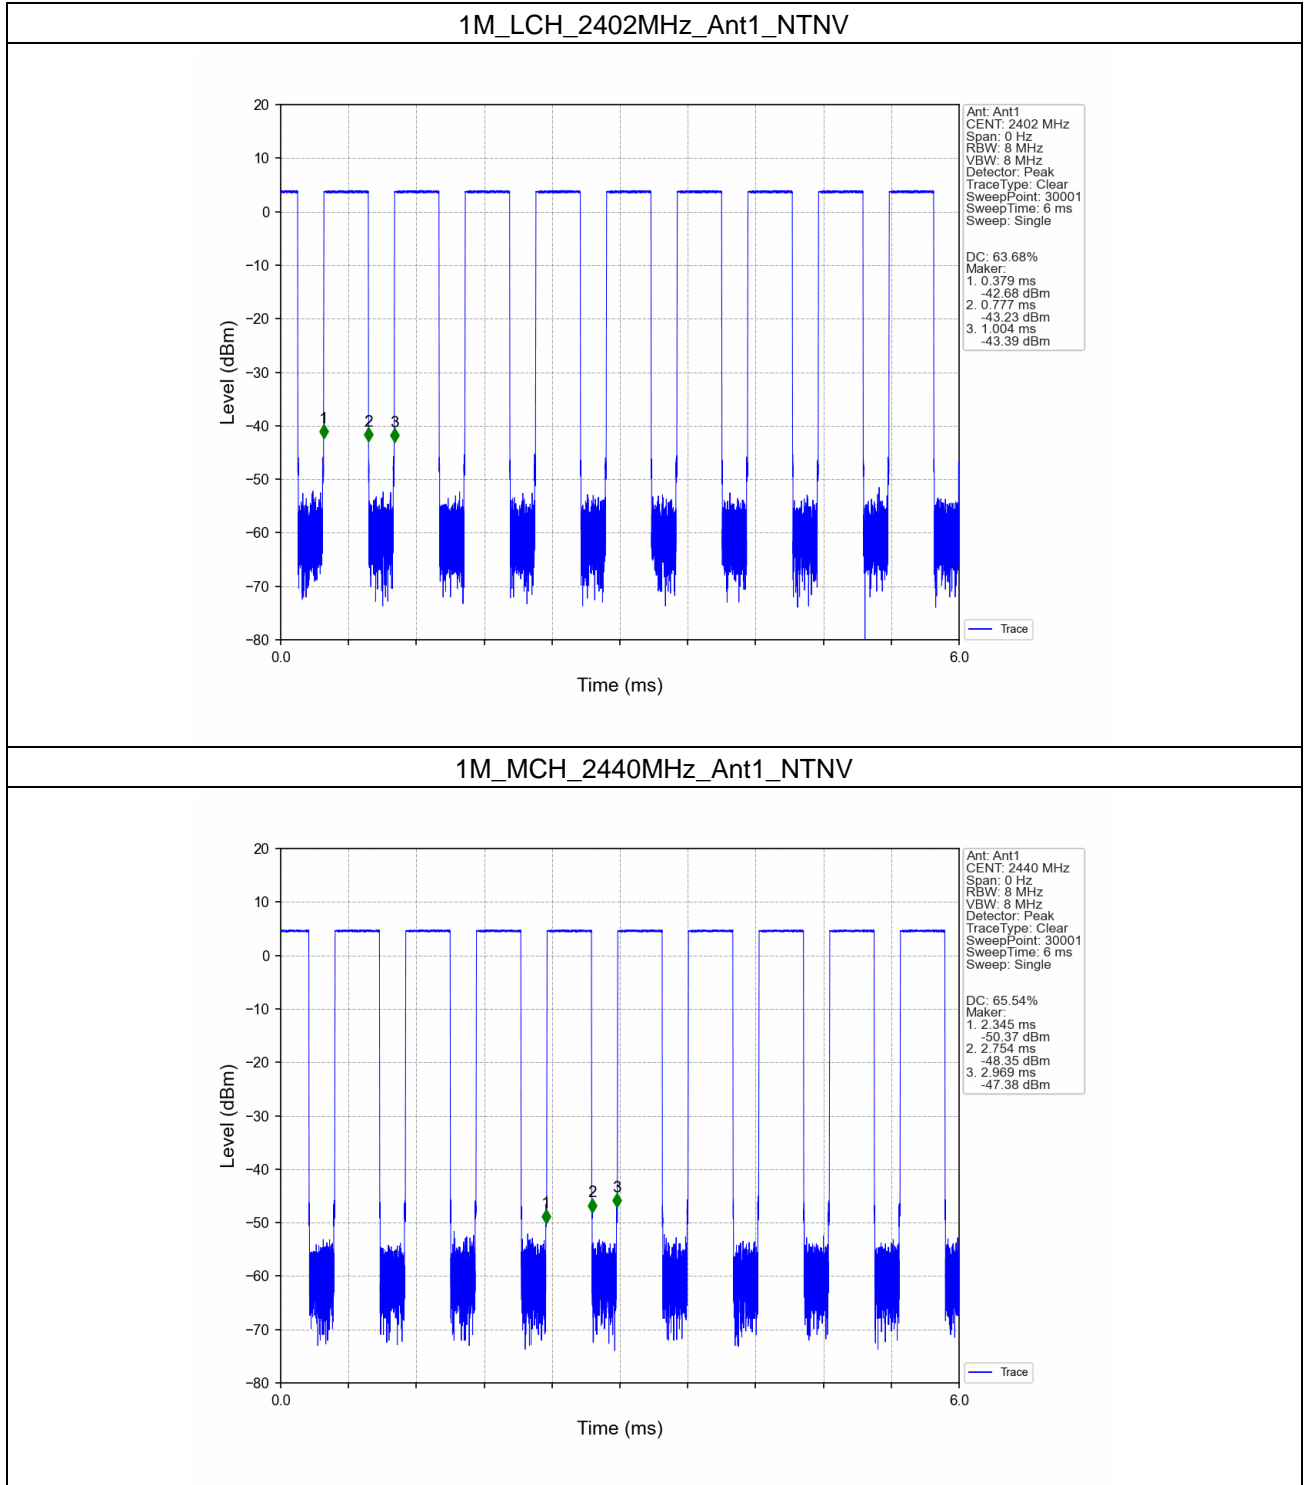 1M_LCH_2402MHz_Ant1_NTNV
20
10
0
−10
−20
−30
−40
−50
−60
−70
−80
Level (dBm)
1
2
3
0.0
6.0
Time (ms)
Ant: Ant1
CENT: 2402 MHz
Span: 0 Hz
RBW: 8 MHz
VBW: 8 MHz
Detector: Peak
TraceType: Clear
SweepPoint: 30001
SweepTime: 6 ms
Sweep: Single
DC: 63.68%
Maker:
1. 0.379 ms
-42.68 dBm
2. 0.777 ms
-43.23 dBm
3. 1.004 ms
-43.39 dBm
Trace
1M_MCH_2440MHz_Ant1_NTNV
20
10
0
−10
−20
−30
−40
−50
−60
−70
−80
Level (dBm)
1
2
3
0.0
6.0
Time (ms)
Ant: Ant1
CENT: 2440 MHz
Span: 0 Hz
RBW: 8 MHz
VBW: 8 MHz
Detector: Peak
TraceType: Clear
SweepPoint: 30001
SweepTime: 6 ms
Sweep: Single
DC: 65.54%
Maker:
1. 2.345 ms
-50.37 dBm
2. 2.754 ms
-48.35 dBm
3. 2.969 ms
-47.38 dBm
Trace